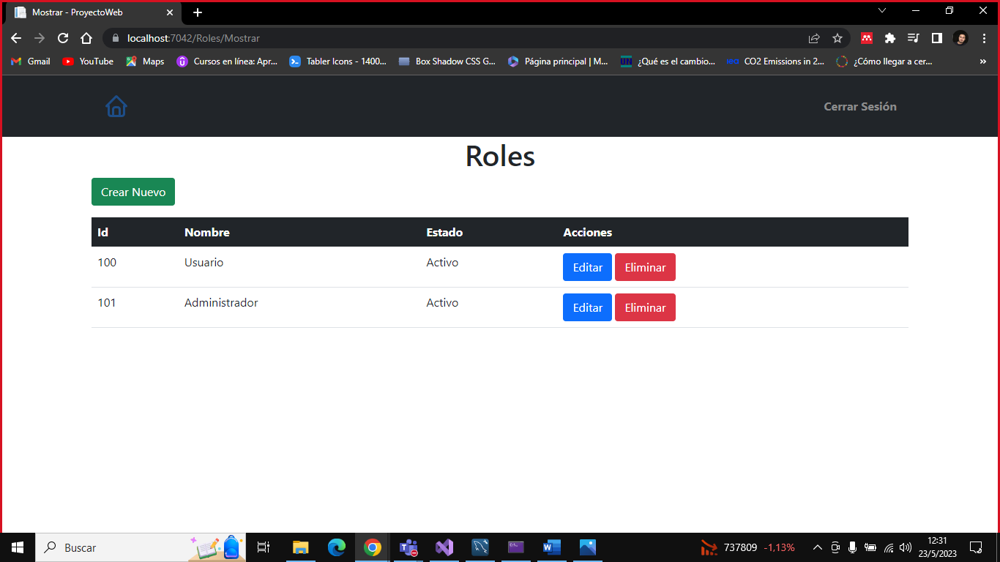 Mostrar - ProyectoWeb
localhost:7042/Roles/Mostrar
Gmail YouTube Maps Cursos en línea: Apr... Tabler Icons - 1400... Box Shadow CSS G... Página principal | M... UN ¿Qué es el cambio... CO2 Emissions in 2... ¿Cómo llegar a cer...
Cerrar Sesión
Roles
Crear Nuevo
Id Nombre Estado Acciones
100 Usuario Activo Editar Eliminar
101 Administrador Activo Editar Eliminar
Buscar 737809 -1,13% 12:31
23/5/2023